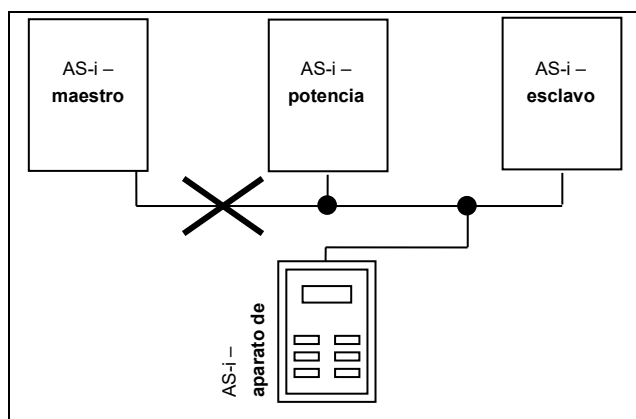 AS-i –
maestro
AS-i –
potencia
AS-i –
esclavo
AS-i –
aparato de